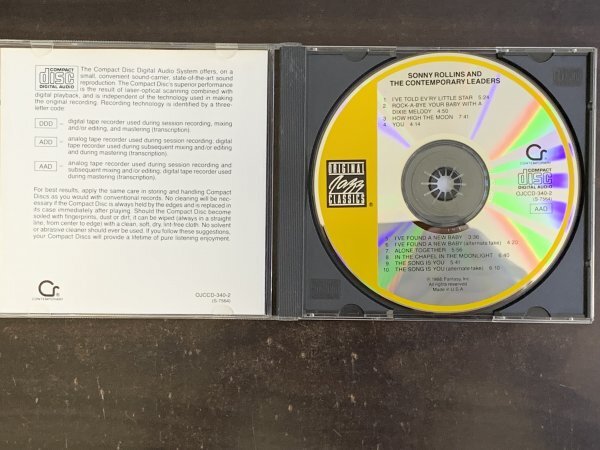 COMPACT
disc
DIGITAL AUDIO
The Compact Disc Digital Audio System offers, on a
small, convenient sound-carrier, state-of-the-art sound
reproduction. The Compact Disc's superior performance
is the result of laser-optical scanning combined with
digital playback, and is independent of the technology used in making
the original recording. Recording technology is identified by a three-
letter code:
DDD – digital tape recorder used during session recording, mixing
and/or editing, and mastering (transcription).
ADD – analog tape recorder used during session recording, digital tape
recorder used during subsequent mixing and/or editing
and during mastering (transcription).
AAD – analog tape recorder used during session recording and
subsequent mixing and/or editing; digital tape recorder used
during mastering (transcription).
For best results, apply the same care in storing and handling Compact
Discs as you would with conventional records. No cleaning will be nec-
essary if the Compact Disc is always held by the edges and is replaced in
its case immediately after playing. Should the Compact Disc become
soiled with fingerprints, dust or dirt; it can be wiped (always in a straight
line, from center to edge) with a clean, soft, dry, lint-free cloth. No solvent
or abrasive cleaner should ever be used. If you follow these suggestions,
your Compact Discs will provide a lifetime of pure listening enjoyment.
Cr
CONTEMPORARY
OJCCD-340-2
(S-7564)
SONNY ROLLINS AND
THE CONTEMPORARY LEADERS
1 I'VE TOLD EV'RY LITTLE STAR 5:24
2 ROCK-A-BYE YOUR BABY WITH A
DIXIE MELODY 4:50
3 HOW HIGH THE MOON 7:41
4 YOU 4:14
ORIGINAL
Jazz
CLASSICS
®
Cr
CONTEMPORARY
COMPACT
disc
DIGITAL AUDIO
OJCCD-340-2
(S-7564)
AAD
5 I'VE FOUND A NEW BABY 3:36
6 I'VE FOUND A NEW BABY (alternate take) 4:20
7 ALONE TOGETHER 5:56
8 IN THE CHAPEL IN THE MOONLIGHT 6:40
9 THE SONG IS YOU 5:41
10 THE SONG IS YOU (alternate take) 6:10
℗ 1988, Fantasy, Inc.
All rights reserved.
Made in U.S.A.